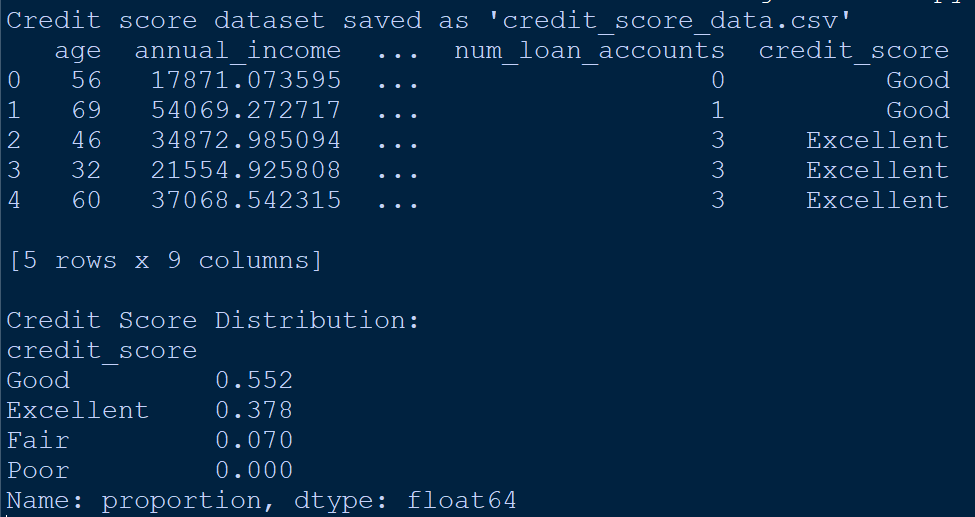 Credit score dataset saved as 'credit_score_data.csv'
   age  annual_income  ...  num_loan_accounts  credit_score
0   56   17871.073595  ...                  0          Good
1   69   54069.272717  ...                  1          Good
2   46   34872.985094  ...                  3     Excellent
3   32   21554.925808  ...                  3     Excellent
4   60   37068.542315  ...                  3     Excellent
[5 rows x 9 columns]
Credit Score Distribution:
credit_score
Good         0.552
Excellent    0.378
Fair         0.070
Poor         0.000
Name: proportion, dtype: float64